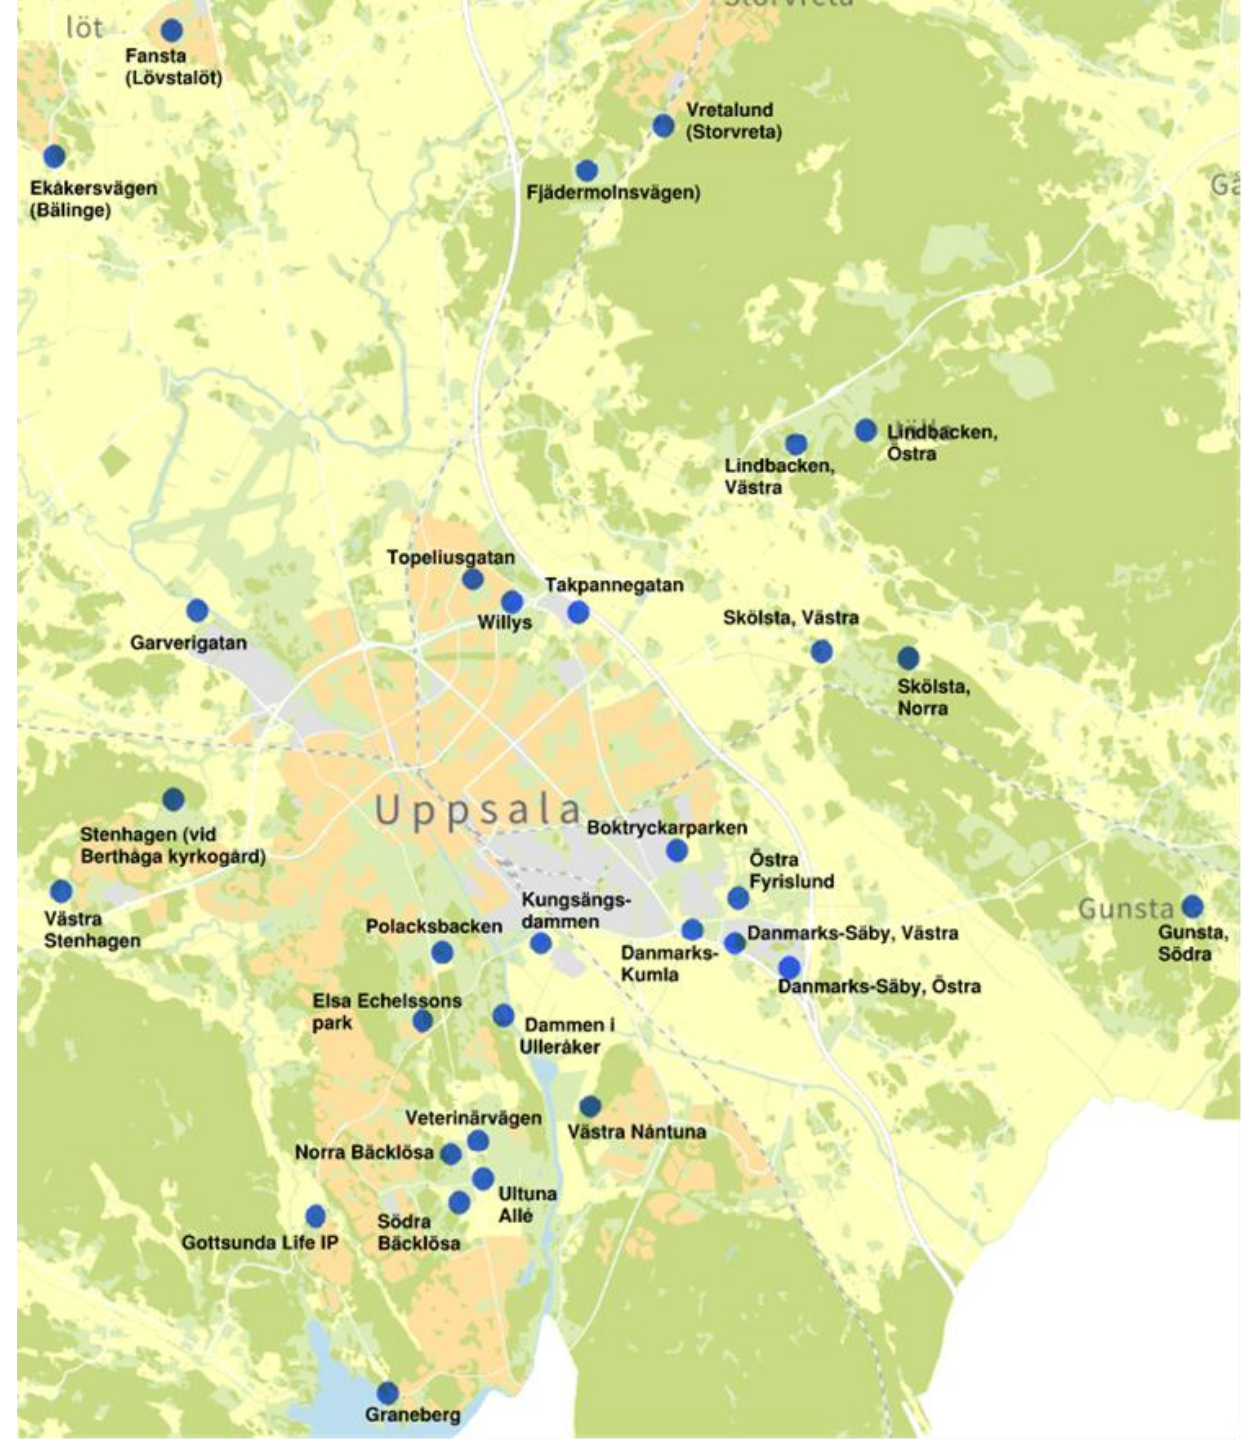 Storvreta
löt
Fansta
(Lövstalöt)
Vretalund
(Storvreta)
Ekåkersvägen
(Bälinge)
Fjädermolnsvägen)
Lindbacken,
Östra
Lindbacken,
Västra
Topeliusgatan
Takpannegatan
Willys
Garverigatan
Skölsta, Västra
Skölsta,
Norra
Uppsala
Stenhagen (vid
Berthåga kyrkogård)
Boktryckarparken
Östra
Fyrislund
Västra
Stenhagen
Kungsängs-
dammen
Polacksbacken
Danmarks-Säby, Västra
Danmarks-
Kumla
Danmarks-Säby, Östra
Gunsta
Gunsta,
Södra
Elsa Echelssons
park
Dammen i
Ulleråker
Veterinärvägen
Västra Nåntuna
Norra Bäcklösa
Ultuna
Allé
Södra
Bäcklösa
Gottsunda Life IP
Graneberg